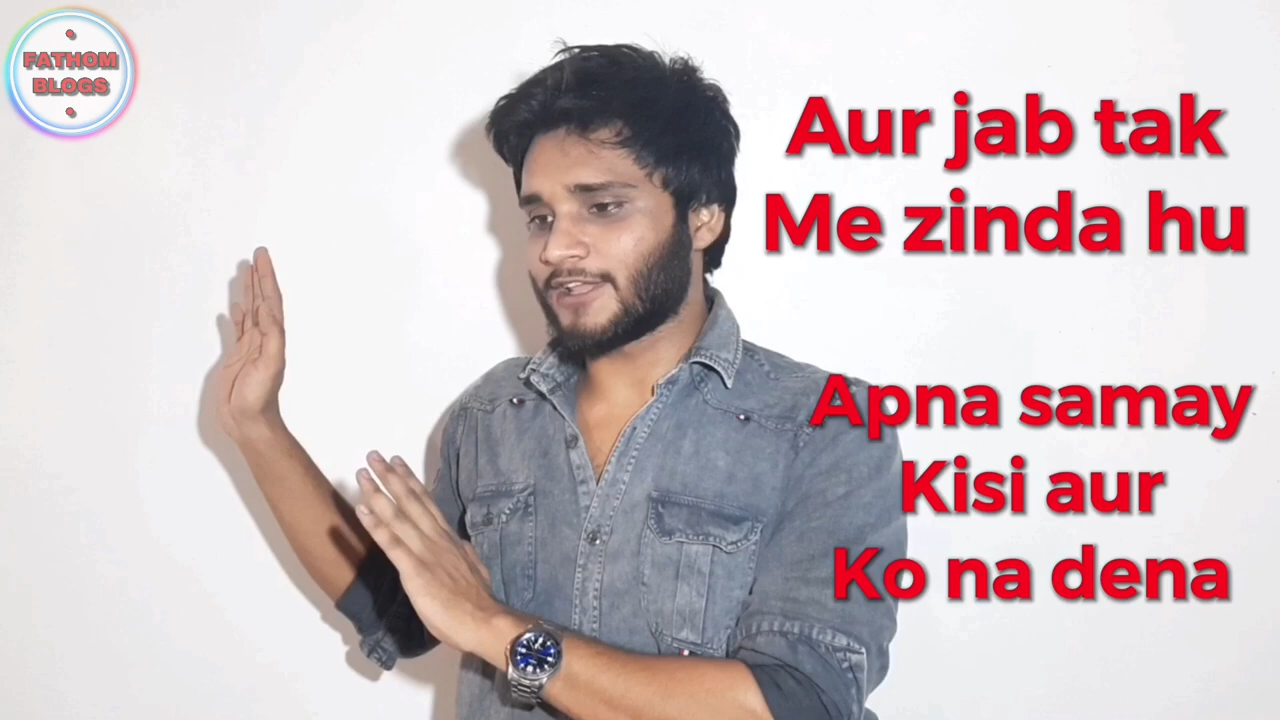 FATHOM
BLOGS
Aur jab tak
Me zinda hu
Apna samay
Kisi aur
Ko na dena